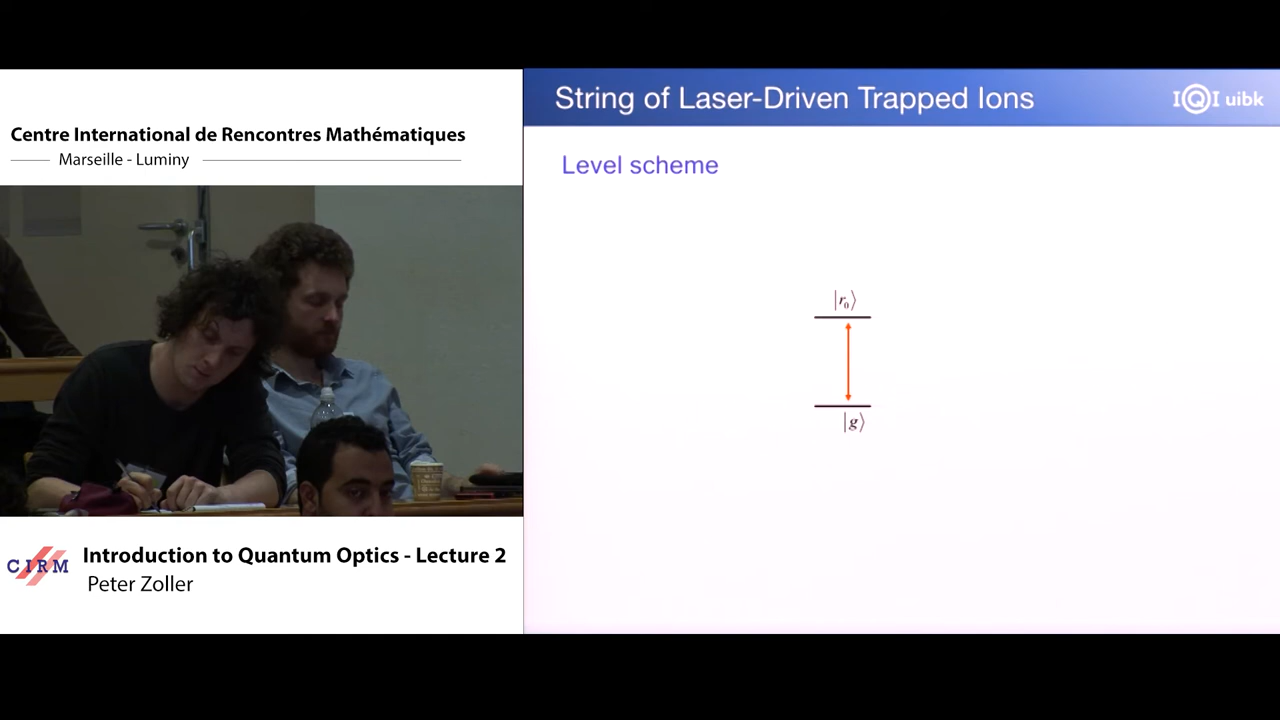 Centre International de Rencontres Mathématiques
Marseille - Luminy
CIRM
Introduction to Quantum Optics - Lecture 2
Peter Zoller
String of Laser-Driven Trapped Ions
IQI uibk
Level scheme
|r₀⟩
|g⟩